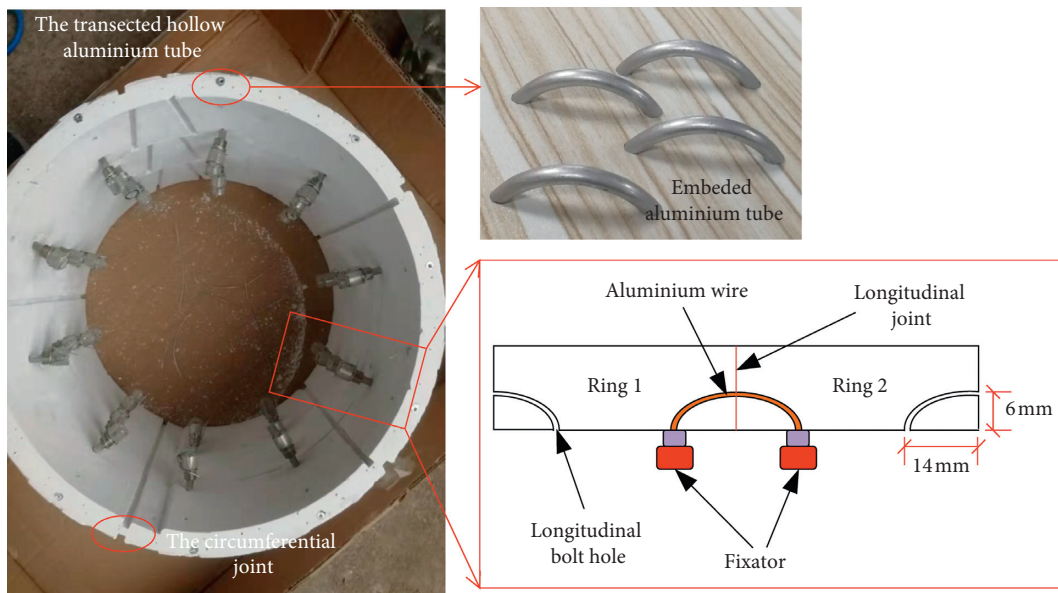 The transected hollow
aluminium tube
Embeded
aluminium tube
The circumferential
joint
Aluminium wire
Longitudinal
joint
Ring 1
Ring 2
6 mm
14 mm
Longitudinal
bolt hole
Fixator